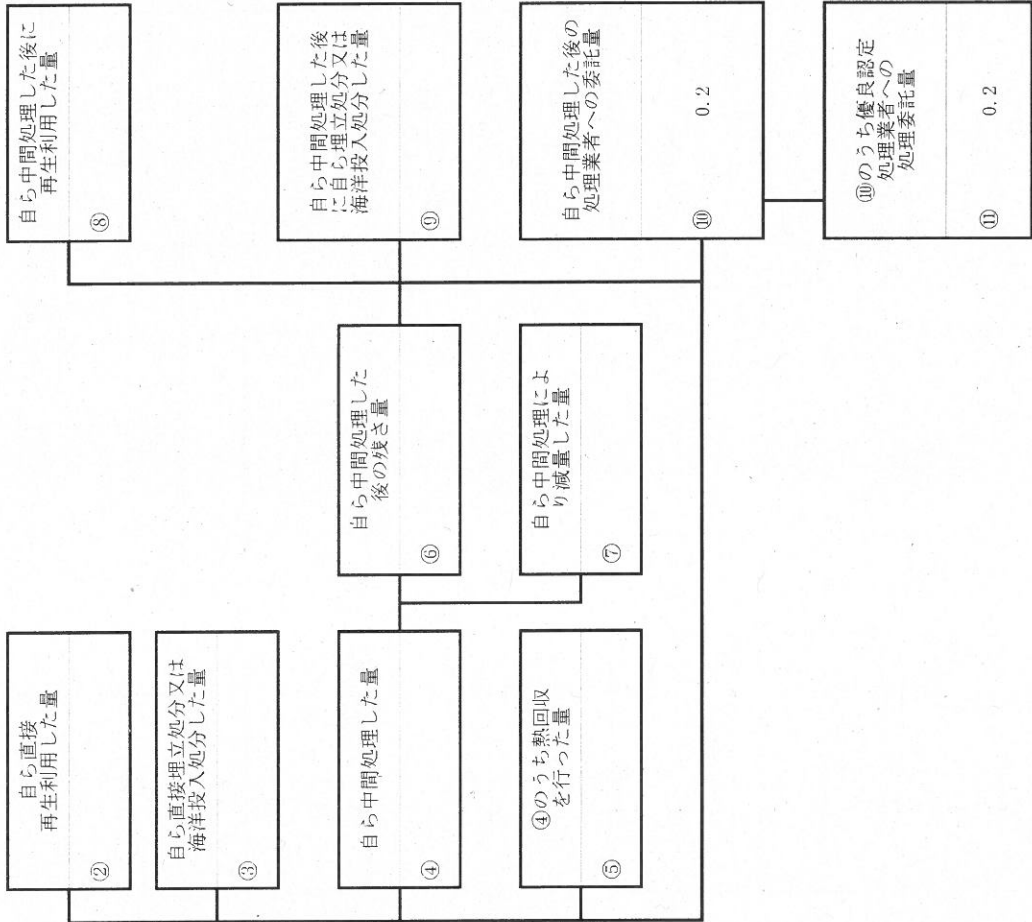 自ら直接
再生利用した量
②
自ら直接埋立処分又は
海洋投入処分した量
③
自ら中間処理した量
④
④のうち熱回収
を行った量
⑤
自ら中間処理した
後の残さ量
⑥
自ら中間処理によ
り減量した量
⑦
自ら中間処理した後に
再生利用した量
⑧
自ら中間処理した後
に自ら埋立処分又は
海洋投入処分した量
⑨
自ら中間処理した後の
処理業者への委託量
⑩ 0.2
⑩のうち優良認定
処理業者への
処理委託量
⑪ 0.2